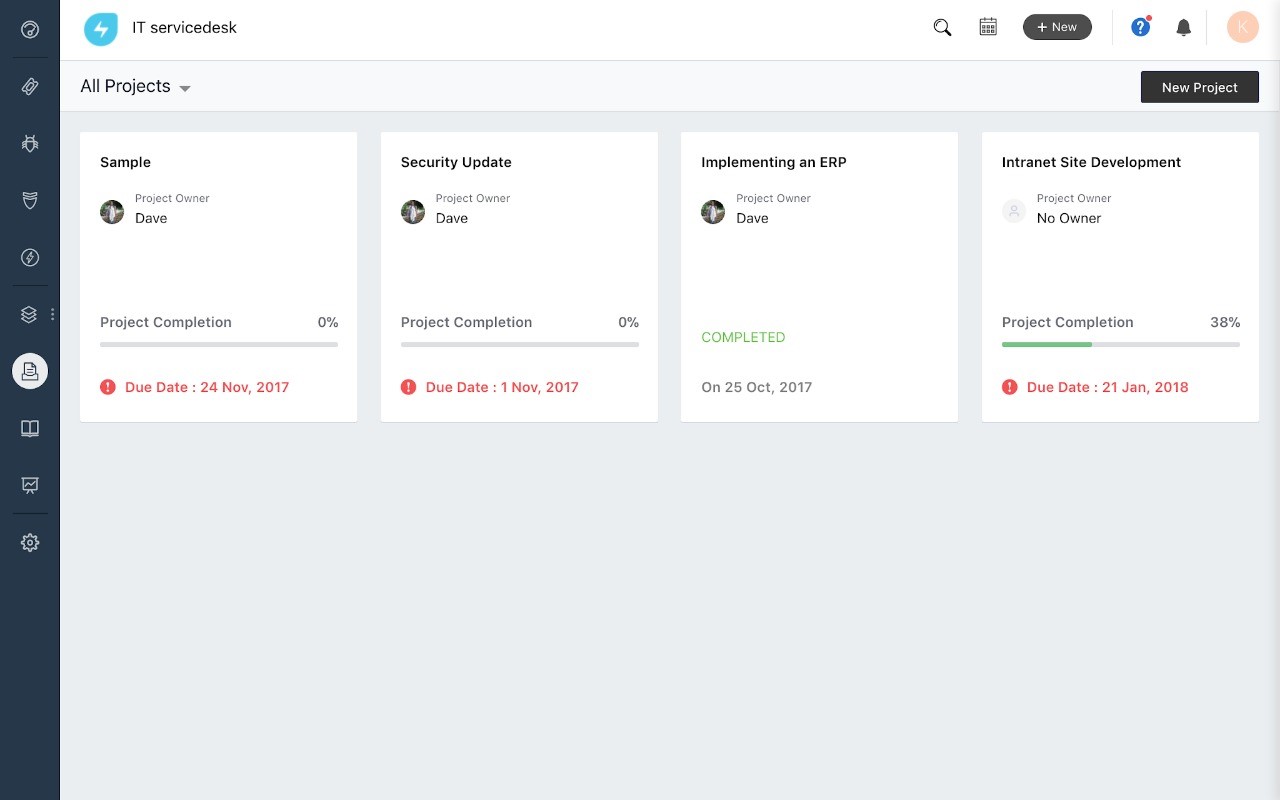 IT servicedesk
+ New
?
K
All Projects
New Project
Sample
Project Owner
Dave
Project Completion 0%
Due Date : 24 Nov, 2017
Security Update
Project Owner
Dave
Project Completion 0%
Due Date : 1 Nov, 2017
Implementing an ERP
Project Owner
Dave
COMPLETED
On 25 Oct, 2017
Intranet Site Development
Project Owner
No Owner
Project Completion 38%
Due Date : 21 Jan, 2018